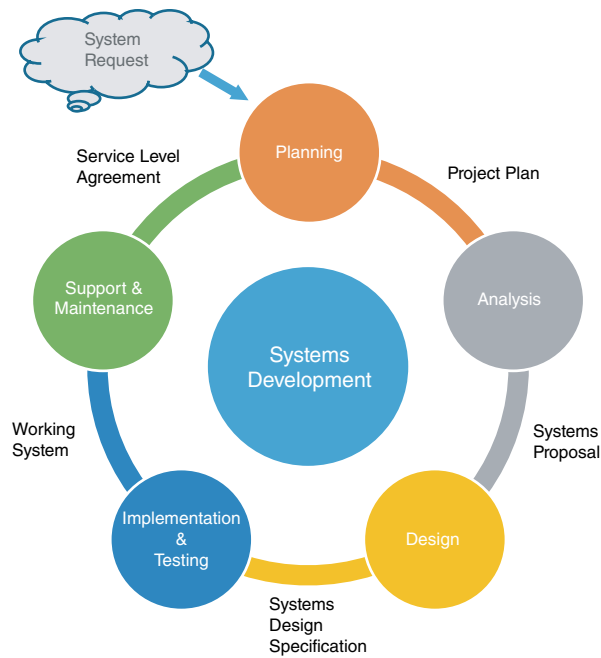 System
Request
Planning
Service Level
Agreement
Project Plan
Support &
Maintenance
Analysis
Systems
Development
Working
System
Systems
Proposal
Implementation
&
Testing
Design
Systems
Design
Specification